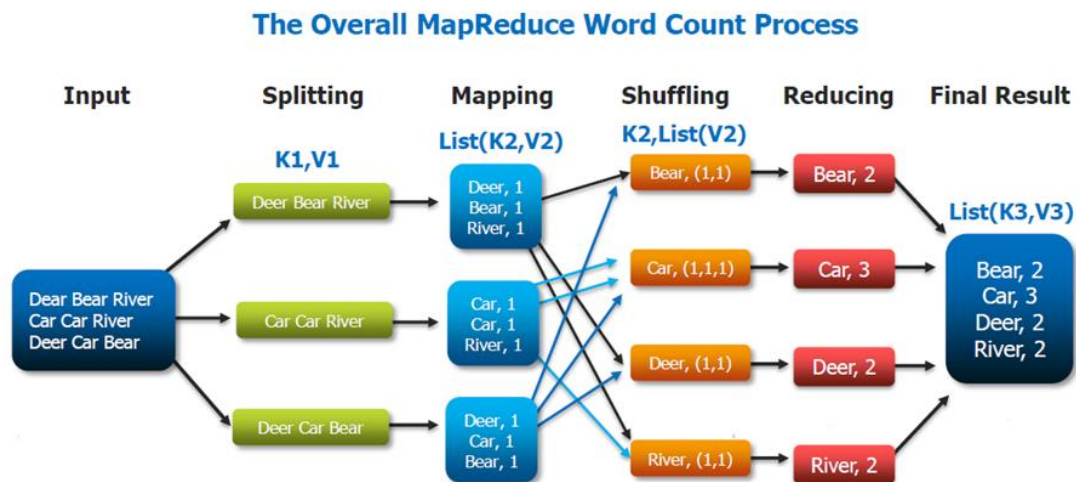 The Overall MapReduce Word Count Process
Input
Splitting
Mapping
Shuffling
Reducing
Final Result
K1,V1
List(K2,V2)
K2,List(V2)
List(K3,V3)
Dear Bear River
Car Car River
Deer Car Bear
Deer Bear River
Car Car River
Deer Car Bear
Deer, 1
Bear, 1
River, 1
Car, 1
Car, 1
River, 1
Deer, 1
Car, 1
Bear, 1
Bear, (1,1)
Car, (1,1,1)
Deer, (1,1)
River, (1,1)
Bear, 2
Car, 3
Deer, 2
River, 2
Bear, 2
Car, 3
Deer, 2
River, 2